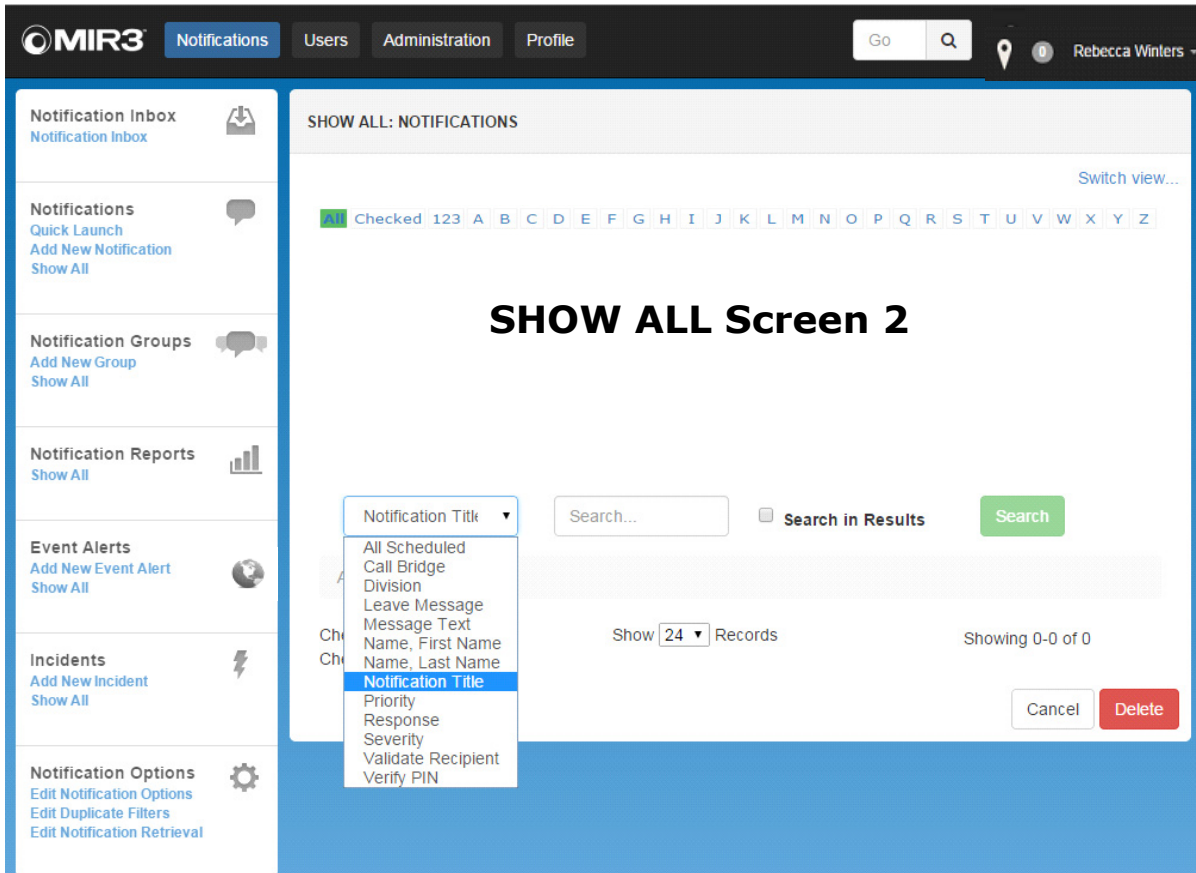 MIR3 Notifications Users Administration Profile Go 0 Rebecca Winters
Notification Inbox
Notification Inbox
Notifications
Quick Launch
Add New Notification
Show All
Notification Groups
Add New Group
Show All
Notification Reports
Show All
Event Alerts
Add New Event Alert
Show All
Incidents
Add New Incident
Show All
Notification Options
Edit Notification Options
Edit Duplicate Filters
Edit Notification Retrieval
SHOW ALL: NOTIFICATIONS
Switch view...
All Checked 123 A B C D E F G H I J K L M N O P Q R S T U V W X Y Z
SHOW ALL Screen 2
Notification Title Search... Search in Results Search
All Scheduled
Call Bridge
Division
Leave Message
Message Text
Name, First Name
Name, Last Name
Notification Title
Priority
Response
Severity
Validate Recipient
Verify PIN
Show 24 Records
Showing 0-0 of 0
Cancel Delete